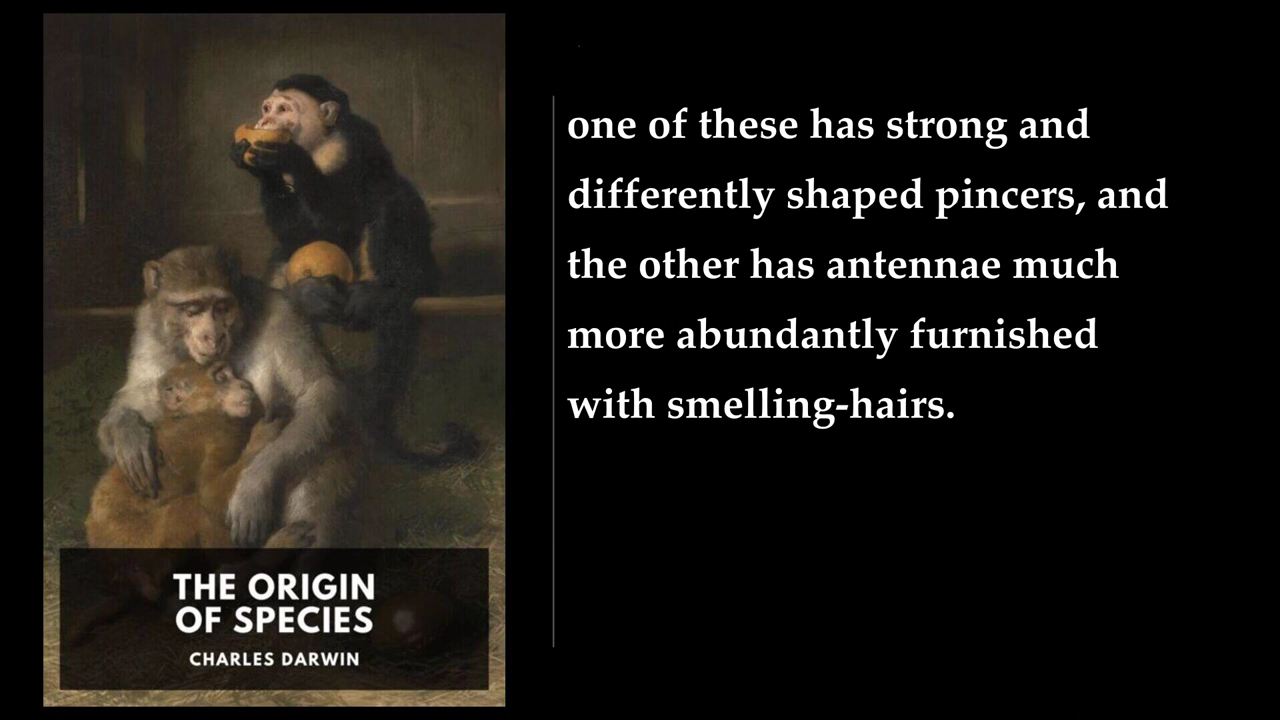 THE ORIGIN
OF SPECIES
CHARLES DARWIN
one of these has strong and
differently shaped pincers, and
the other has antennae much
more abundantly furnished
with smelling-hairs.